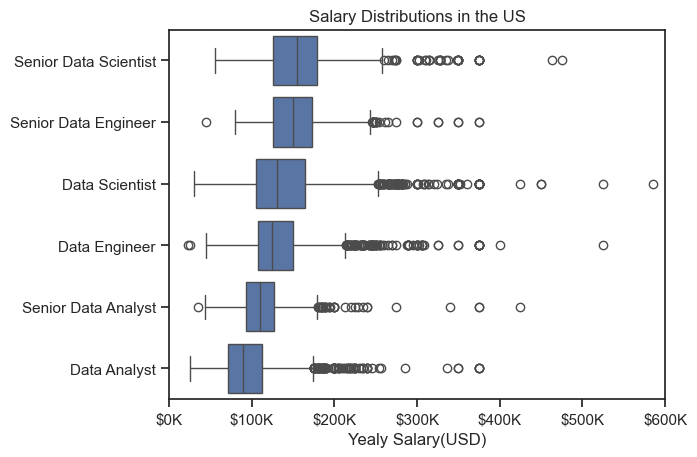 Salary Distributions in the US
Senior Data Scientist
Senior Data Engineer
Data Scientist
Data Engineer
Senior Data Analyst
Data Analyst
$0K $100K $200K $300K $400K $500K $600K
Yealy Salary(USD)